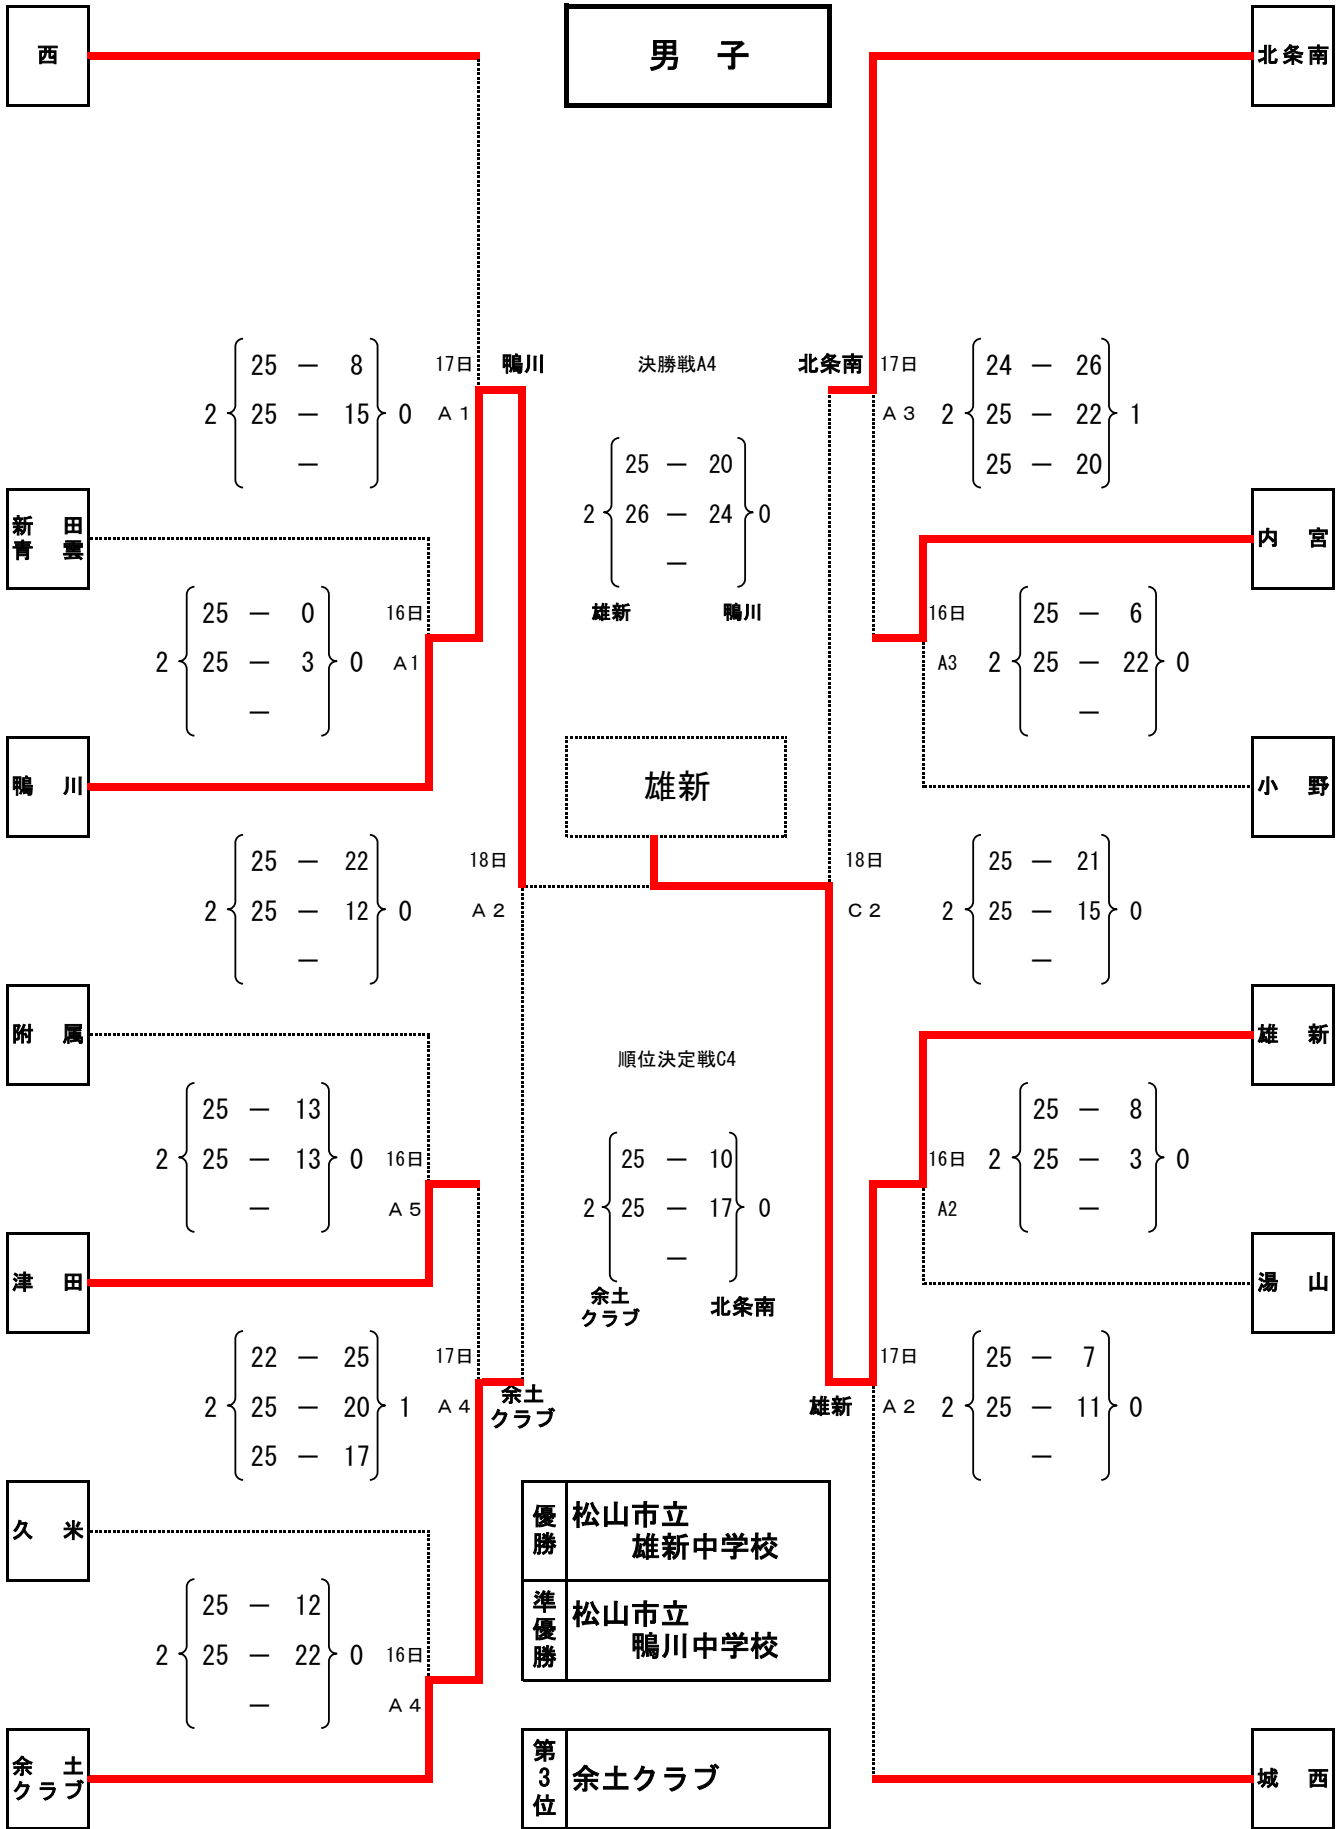 西
男 子
北条南
25 — 8
2 25 — 15 0
—
17日
A 1
鴨川
決勝戦A4
25 — 20
2 26 — 24 0
—
雄新 鴨川
北条南
17日
A 3
24 — 26
2 25 — 22 1
25 — 20
新 田
青 雲
内 宮
25 — 0
2 25 — 3 0
—
16日
A1
16日
A3
25 — 6
2 25 — 22 0
—
鴨 川
雄新
小 野
25 — 22
2 25 — 12 0
—
18日
A 2
18日
C 2
25 — 21
2 25 — 15 0
—
附 属
雄 新
順位決定戦C4
25 — 10
2 25 — 17 0
—
余土
クラブ
北条南
25 — 13
2 25 — 13 0
—
16日
A 5
16日
A2
25 — 8
2 25 — 3 0
—
津 田
湯 山
22 — 25
2 25 — 20 1
25 — 17
17日
A 4
余土
クラブ
雄新
17日
A 2
25 — 7
2 25 — 11 0
—
久 米
優勝
松山市立
雄新中学校
準優勝
松山市立
鴨川中学校
25 — 12
2 25 — 22 0
—
16日
A 4
余 土
クラブ
第3位
余土クラブ
城 西